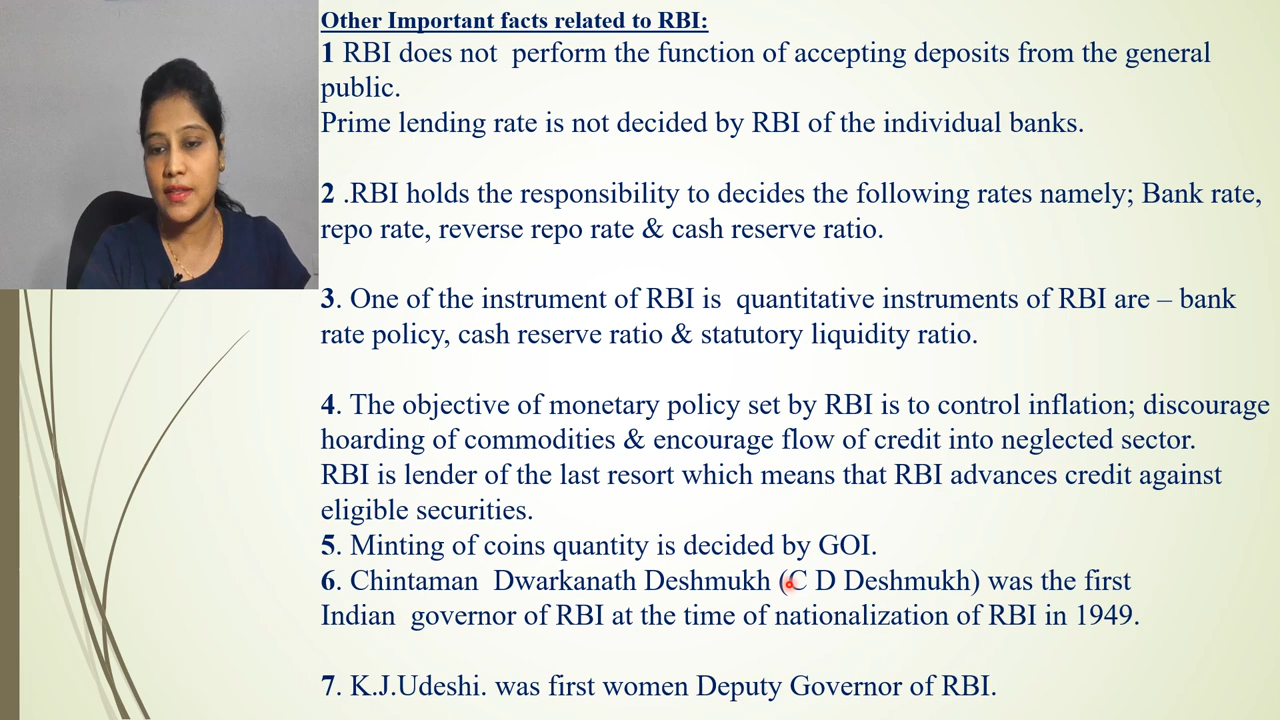 Other Important facts related to RBI:
1 RBI does not perform the function of accepting deposits from the general
public.
Prime lending rate is not decided by RBI of the individual banks.
2 .RBI holds the responsibility to decides the following rates namely; Bank rate,
repo rate, reverse repo rate & cash reserve ratio.
3. One of the instrument of RBI is quantitative instruments of RBI are – bank
rate policy, cash reserve ratio & statutory liquidity ratio.
4. The objective of monetary policy set by RBI is to control inflation; discourage
hoarding of commodities & encourage flow of credit into neglected sector.
RBI is lender of the last resort which means that RBI advances credit against
eligible securities.
5. Minting of coins quantity is decided by GOI.
6. Chintaman Dwarkanath Deshmukh (C D Deshmukh) was the first
Indian governor of RBI at the time of nationalization of RBI in 1949.
7. K.J.Udeshi. was first women Deputy Governor of RBI.